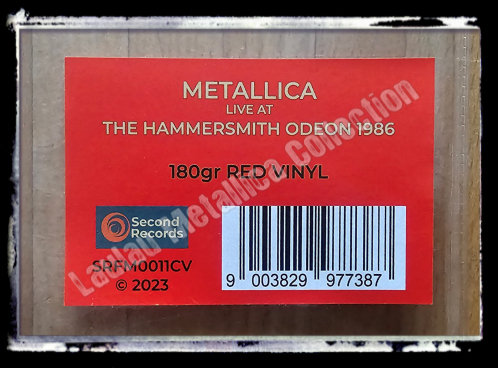 METALLICA
LIVE AT
THE HAMMERSMITH ODEON 1986
180gr RED VINYL
Second
Records
SRFM0011CV
© 2023
9 003829 977387
Metallica Collection